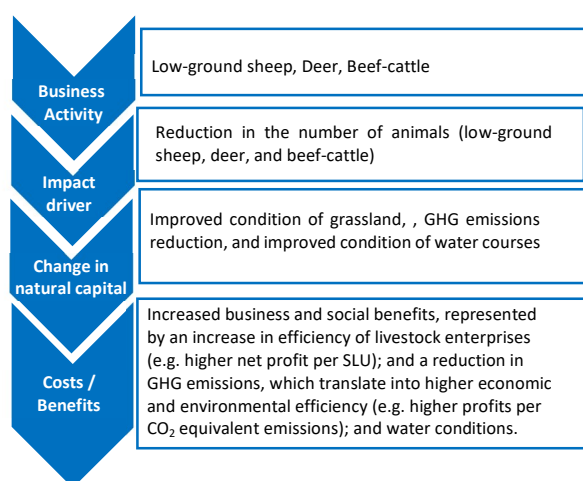 Business
Activity
Low-ground sheep, Deer, Beef-cattle
Impact
driver
Reduction in the number of animals (low-ground
sheep, deer, and beef-cattle)
Change in
natural capital
Improved condition of grassland, , GHG emissions
reduction, and improved condition of water courses
Costs /
Benefits
Increased business and social benefits, represented
by an increase in efficiency of livestock enterprises
(e.g. higher net profit per SLU); and a reduction in
GHG emissions, which translate into higher economic
and environmental efficiency (e.g. higher profits per
CO₂ equivalent emissions); and water conditions.